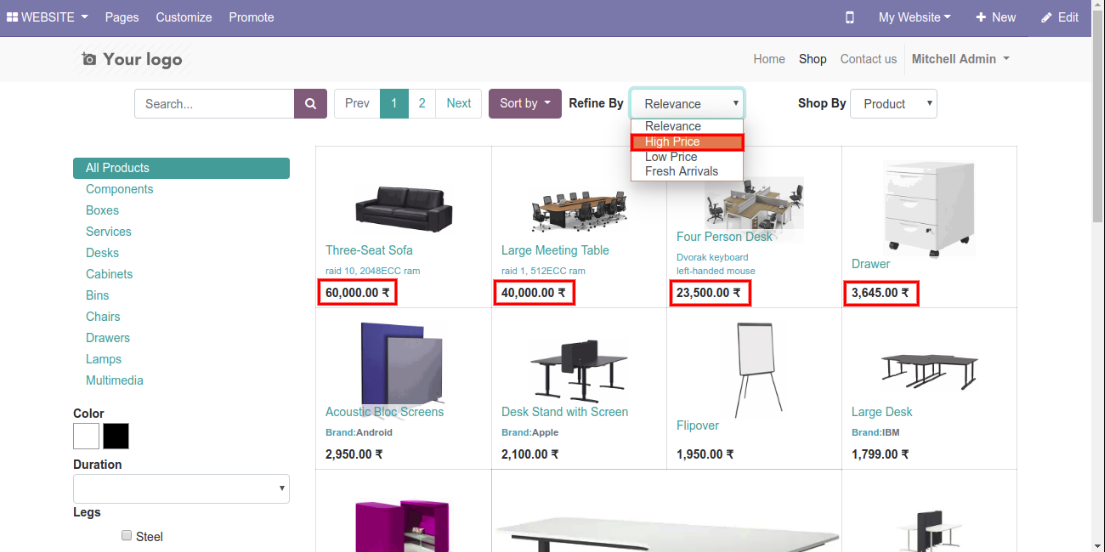 WEBSITE Pages Customize Promote My Website New Edit
Your logo Home Shop Contact us Mitchell Admin
Search... Prev 1 2 Next Sort by Refine By Relevance Shop By Product
Relevance
High Price
Low Price
Fresh Arrivals
All Products
Components
Boxes
Services
Desks
Cabinets
Bins
Chairs
Drawers
Lamps
Multimedia
Color
Duration
Legs
Steel
Three-Seat Sofa
raid 10, 2048ECC ram
60,000.00 ₹
Large Meeting Table
raid 1, 512ECC ram
40,000.00 ₹
Four Person Desk
Dvorak keyboard
left-handed mouse
23,500.00 ₹
Drawer
3,645.00 ₹
Acoustic Bloc Screens
Brand:Android
2,950.00 ₹
Desk Stand with Screen
Brand:Apple
2,100.00 ₹
Flipover
1,950.00 ₹
Large Desk
Brand:IBM
1,799.00 ₹